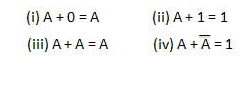 (i) A + 0 = A (ii) A + 1 = 1
(iii) A + A = A (iv) A + A̅ = 1